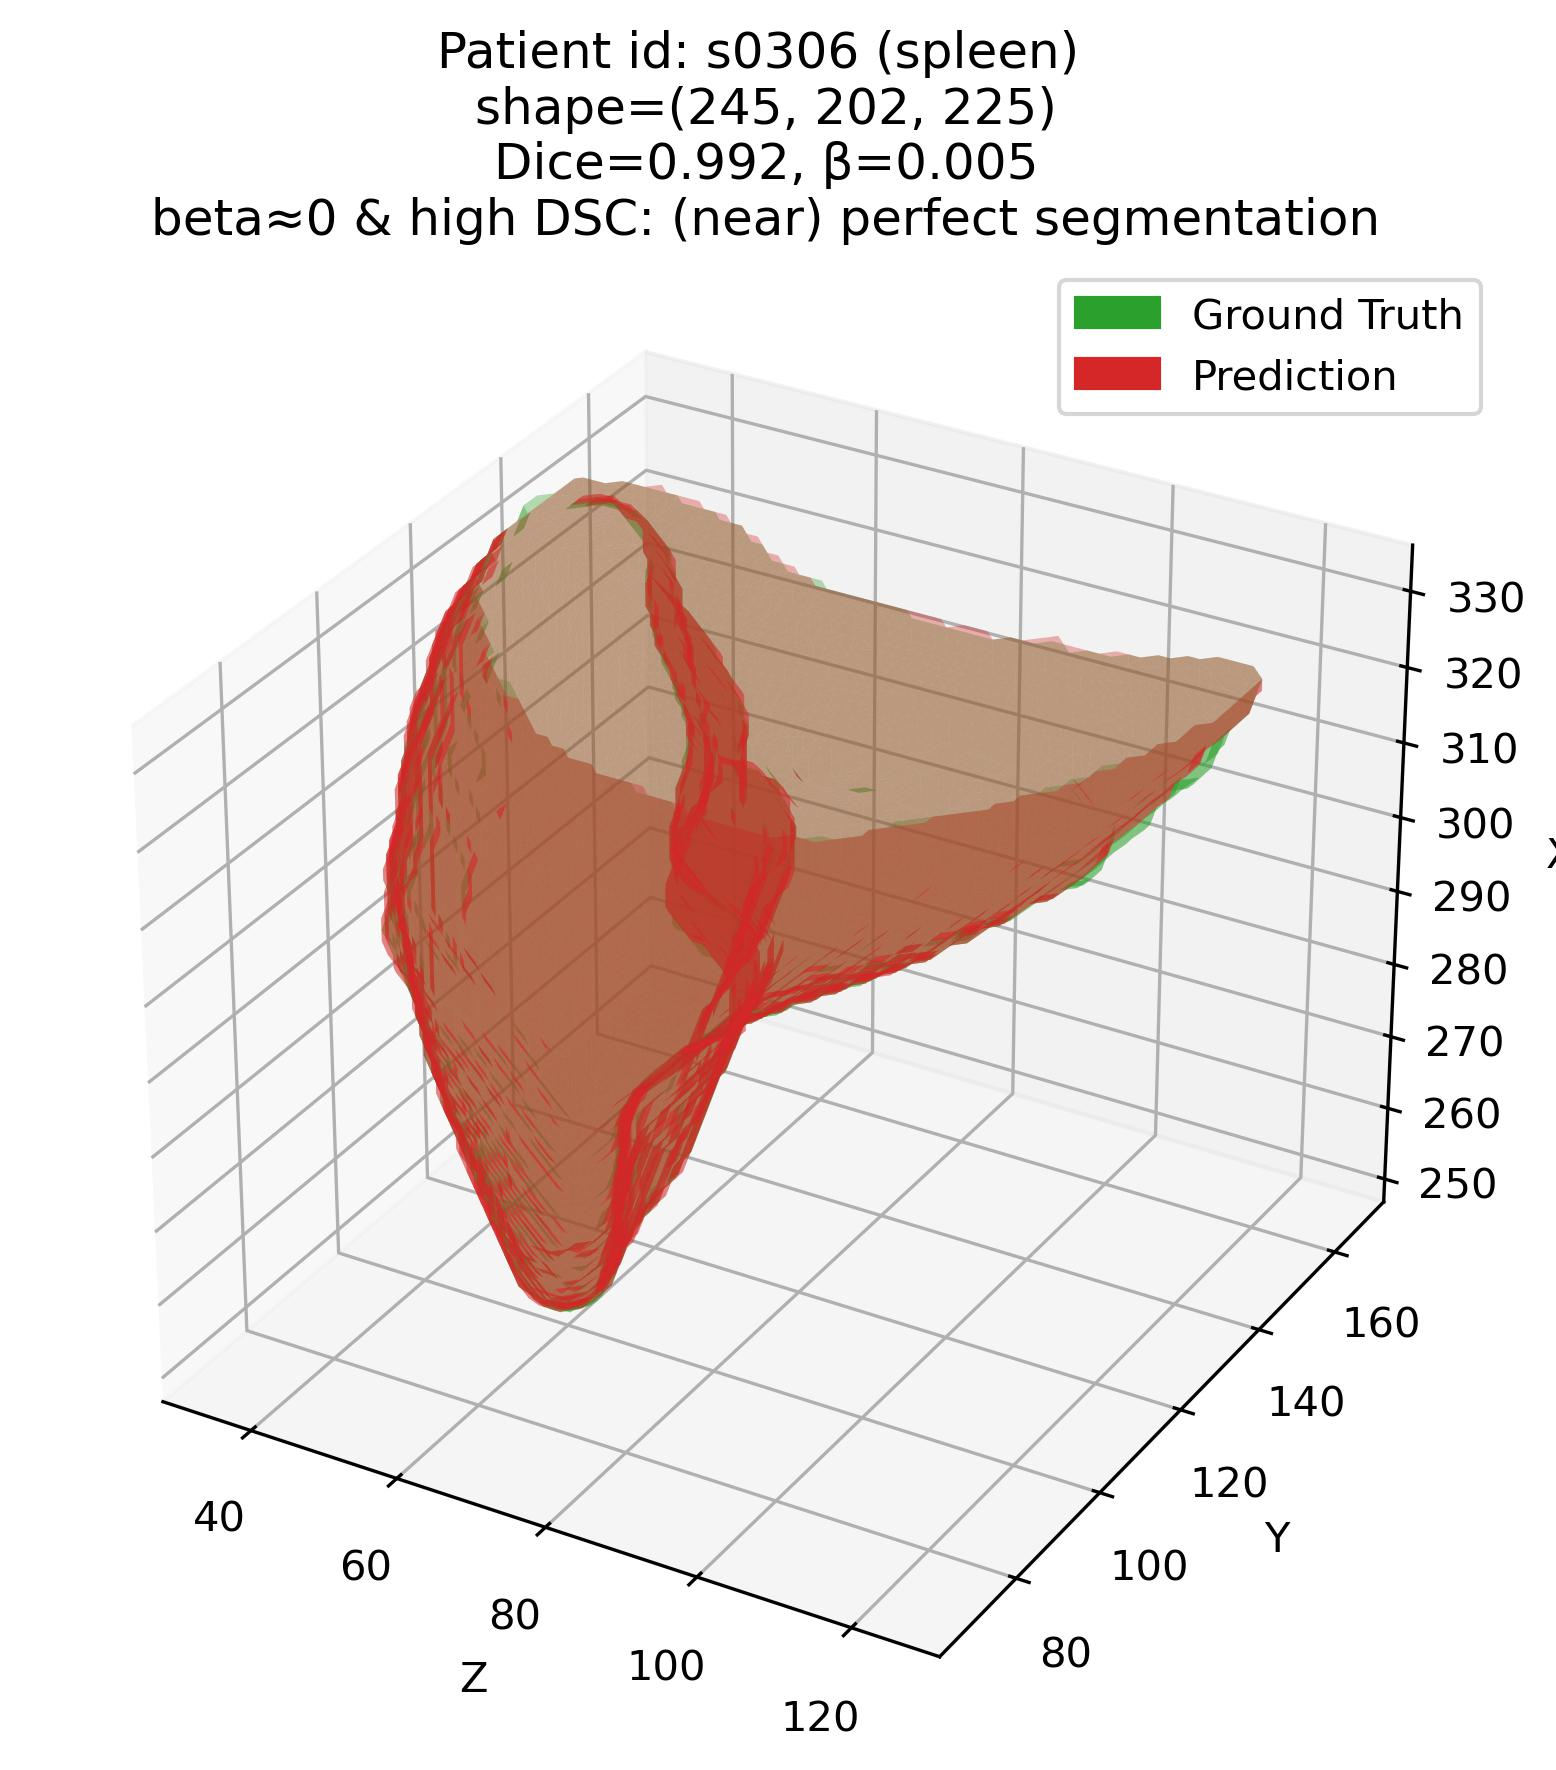 Patient id: s0306 (spleen)
shape=(245, 202, 225)
Dice=0.992, β=0.005
beta≈0 & high DSC: (near) perfect segmentation
Ground Truth
Prediction
330
320
310
300
X
290
280
270
260
250
160
140
120
Y
100
80
40
60
80
Z
100
120